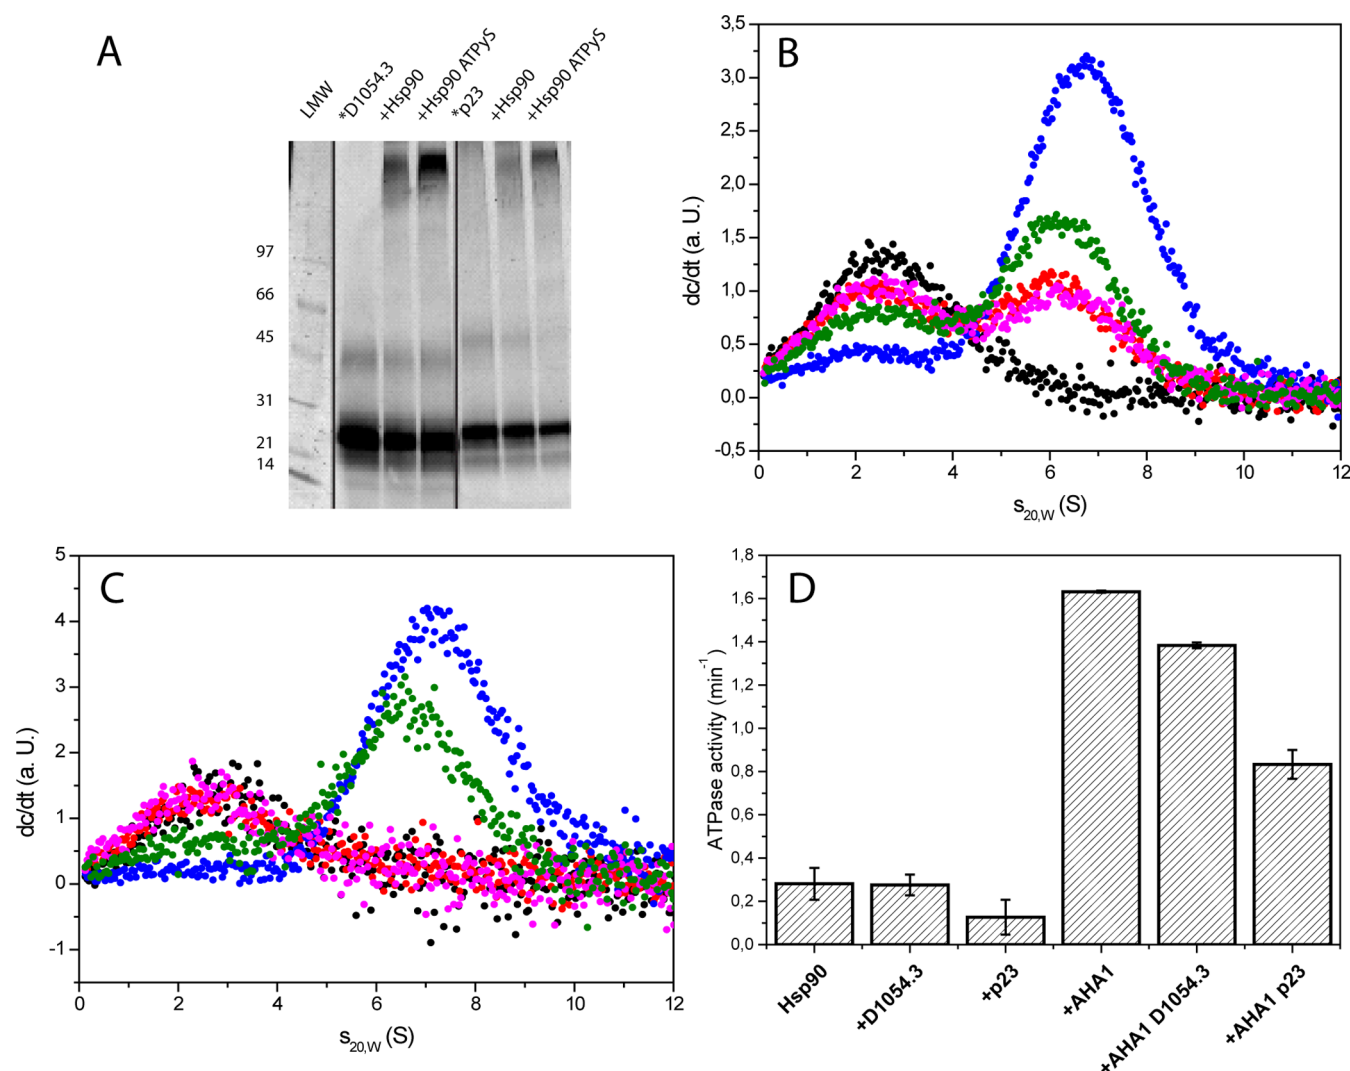 A
LMW
*D1054.3
+Hsp90
+Hsp90 ATPyS
*p23
+Hsp90
+Hsp90 ATPyS
97
66
45
31
21
14
B
3,5
3,0
2,5
2,0
1,5
1,0
0,5
0,0
-0,5
dc/dt (a. U.)
0 2 4 6 8 10 12
s20,W (S)
C
5
4
3
2
1
0
-1
dc/dt (a. U.)
0 2 4 6 8 10 12
s20,W (S)
D
1,8
1,6
1,4
1,2
1,0
0,8
0,6
0,4
0,2
0,0
ATPase activity (min-1)
Hsp90
+D1054.3
+p23
+AHA1
+AHA1 D1054.3
+AHA1 p23